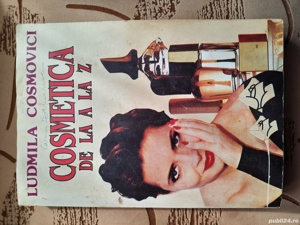 LUDMILA COSMOVICI
COSMETICA
DE LA A LA Z
publi24.ro